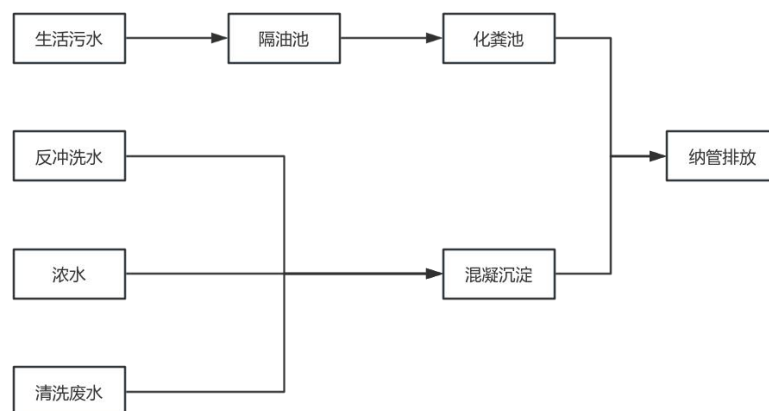 生活污水
隔油池
化粪池
反冲洗水
纳管排放
浓水
混凝沉淀
清洗废水